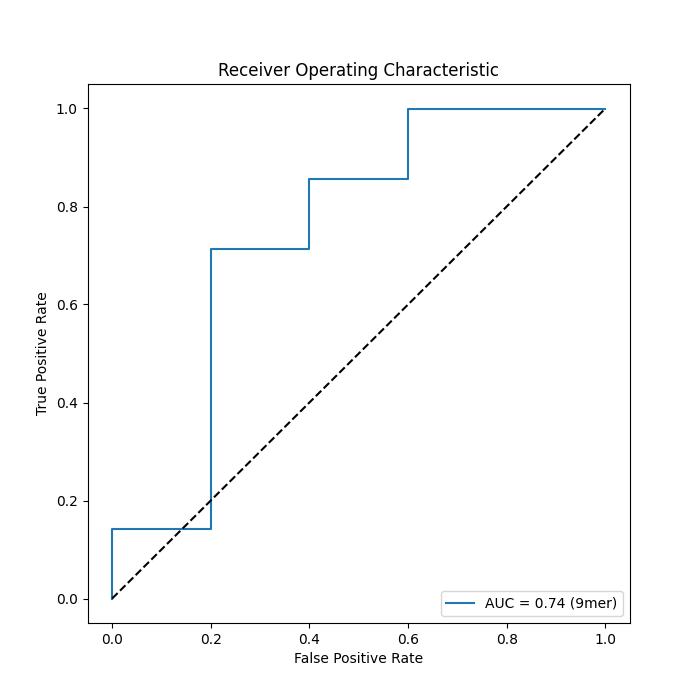 Receiver Operating Characteristic
1.0
0.8
0.6
0.4
0.2
0.0
True Positive Rate
AUC = 0.74 (9mer)
0.0 0.2 0.4 0.6 0.8 1.0
False Positive Rate